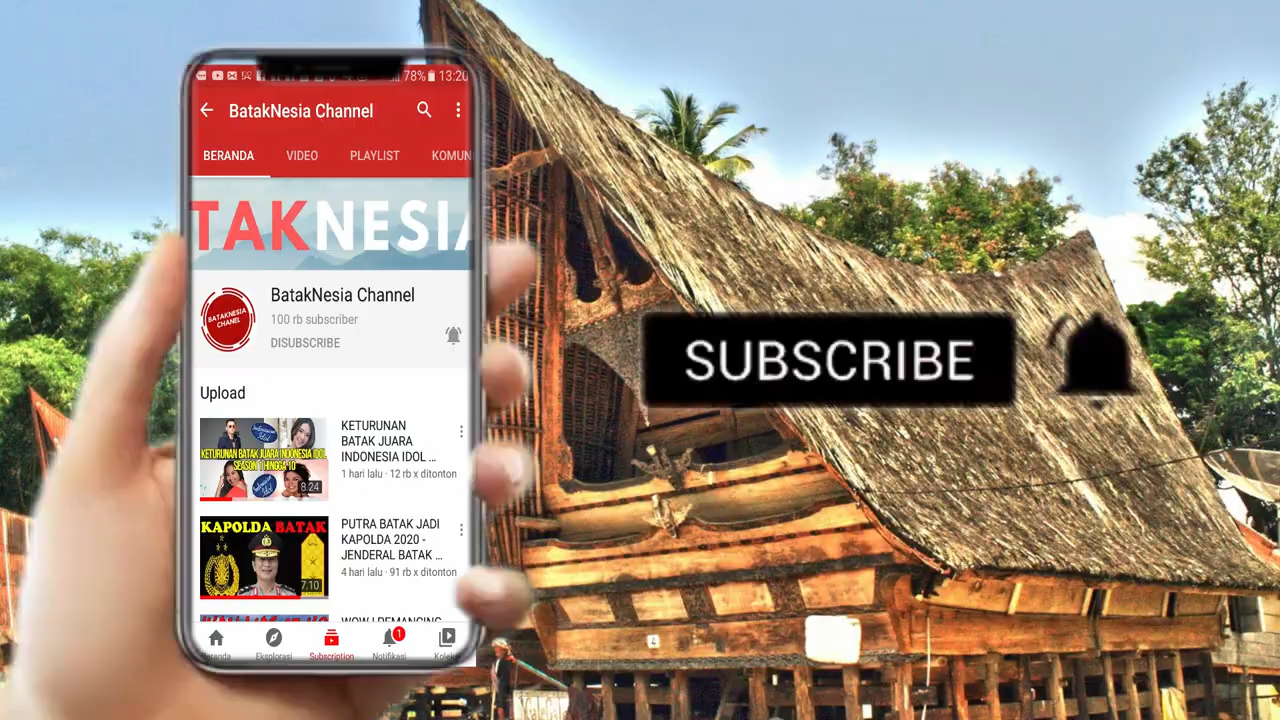 78% 13:20
BatakNesia Channel
BERANDA VIDEO PLAYLIST KOMUN
TAKNESIA
BATAKNESIA
CHANEL
BatakNesia Channel
100 rb subscriber
DISUBSCRIBE
Upload
KETURUNAN BATAK JUARA INDONESIA IDOL
SEASON 1 HINGGA 10
8.24
KETURUNAN
BATAK JUARA
INDONESIA IDOL ...
1 hari lalu · 12 rb x ditonton
KAPOLDA BATAK
7.10
PUTRA BATAK JADI
KAPOLDA 2020 -
JENDERAL BATAK ...
4 hari lalu · 91 rb x ditonton
Beranda Eksplorasi Subscription Notifikasi Koleksi
1
SUBSCRIBE